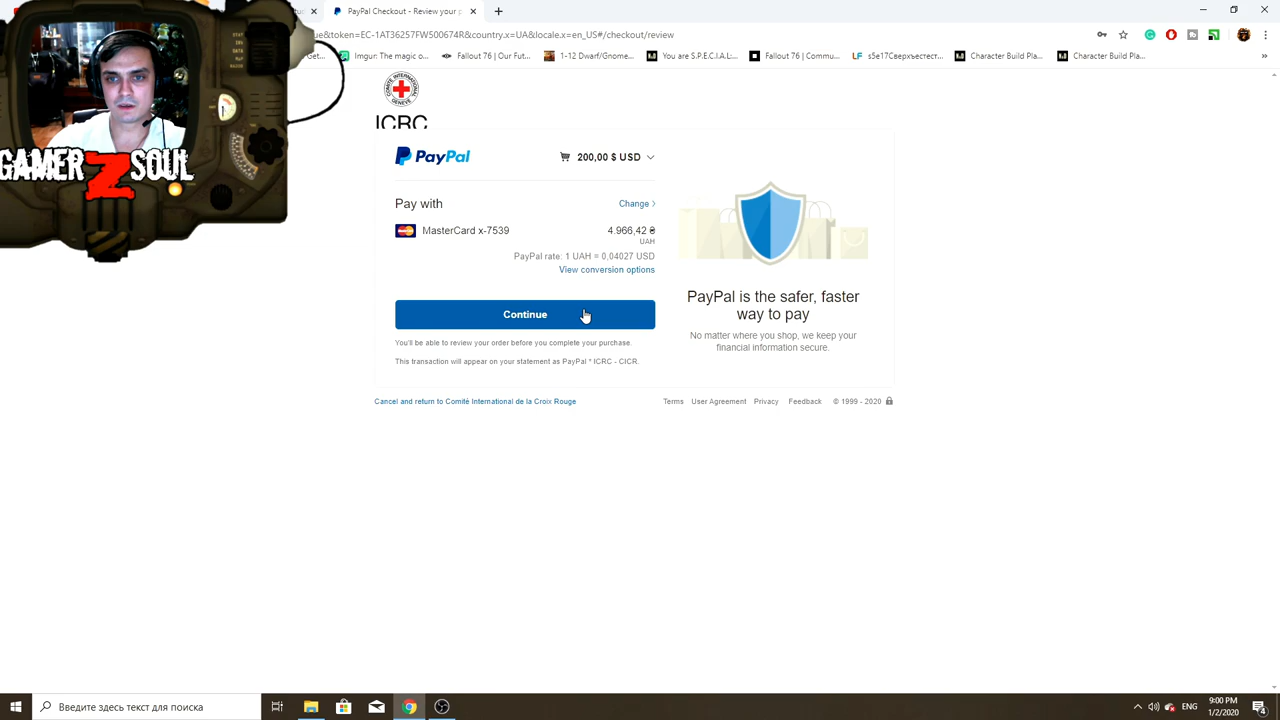 PayPal Checkout - Review your p
ue&token=EC-1AT36257FW500674R&country.x=UA&locale.x=en_US#/checkout/review
Imgur: The magic o...
Fallout 76 | Our Fut...
1-12 Dwarf/Gnome...
You are S.P.E.C.I.A.L:...
Fallout 76 | Commu...
LF s5e17Сверхъестест...
Character Build Pla...
Character Build Pla...
»
COMITE INTERNATIONAL GENEVE
ICRC
GAMER Z SOUL
PayPal
200,00 $ USD
Pay with
Change
MasterCard x-7539
4.966,42 ₴
UAH
PayPal rate: 1 UAH = 0,04027 USD
View conversion options
Continue
You'll be able to review your order before you complete your purchase.
This transaction will appear on your statement as PayPal * ICRC - CICR.
PayPal is the safer, faster
way to pay
No matter where you shop, we keep your
financial information secure.
Cancel and return to Comité International de la Croix Rouge
Terms User Agreement Privacy Feedback © 1999 - 2020
Введите здесь текст для поиска
ENG
9:00 PM
1/2/2020
4